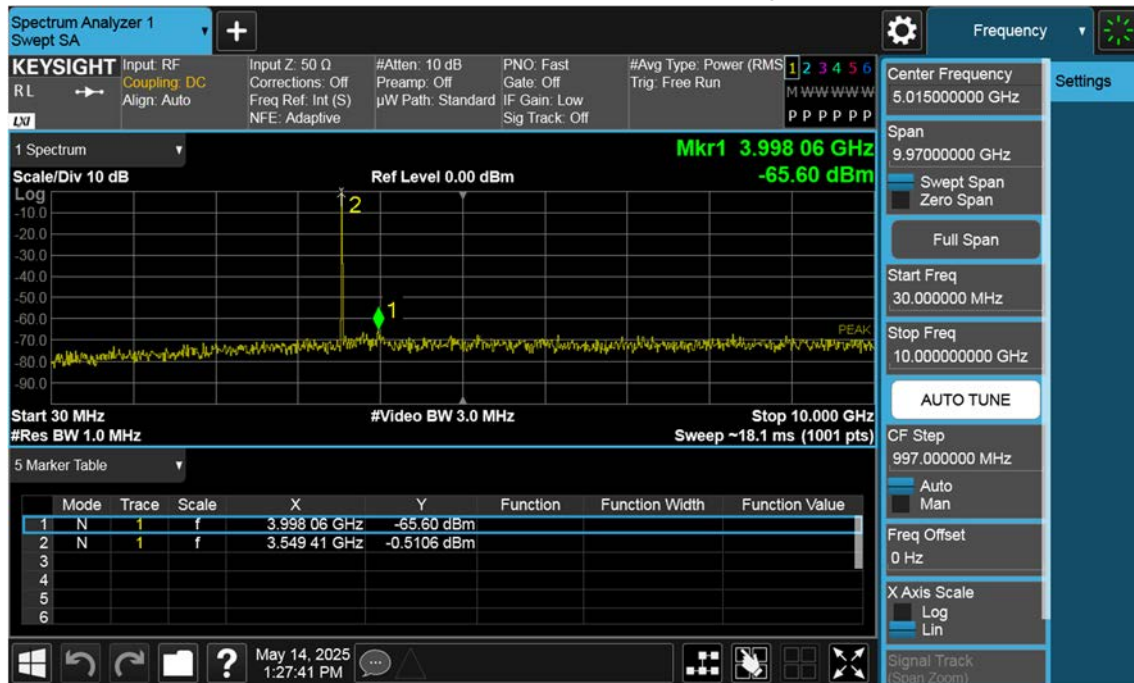 Spectrum Analyzer 1
Swept SA
+
Frequency
KEYSIGHT
RL
LXI
Input: RF
Coupling: DC
Align: Auto
Input Z: 50 Ω
Corrections: Off
Freq Ref: Int (S)
NFE: Adaptive
#Atten: 10 dB
Preamp: Off
µW Path: Standard
PNO: Fast
Gate: Off
IF Gain: Low
Sig Track: Off
#Avg Type: Power (RMS
Trig: Free Run
1 2 3 4 5 6
M W W W W W
P P P P P P
1 Spectrum
Scale/Div 10 dB
Ref Level 0.00 dBm
Mkr1 3.998 06 GHz
-65.60 dBm
Log
-10.0
-20.0
-30.0
-40.0
-50.0
-60.0
-70.0
-80.0
-90.0
2
1
PEAK
Start 30 MHz
#Res BW 1.0 MHz
#Video BW 3.0 MHz
Stop 10.000 GHz
Sweep ~18.1 ms (1001 pts)
5 Marker Table
Mode Trace Scale X Y Function Function Width Function Value
1 N 1 f 3.998 06 GHz -65.60 dBm
2 N 1 f 3.549 41 GHz -0.5106 dBm
3
4
5
6
?
May 14, 2025
1:27:41 PM
Settings
Center Frequency
5.015000000 GHz
Span
9.97000000 GHz
Swept Span
Zero Span
Full Span
Start Freq
30.000000 MHz
Stop Freq
10.000000000 GHz
AUTO TUNE
CF Step
997.000000 MHz
Auto
Man
Freq Offset
0 Hz
X Axis Scale
Log
Lin
Signal Track
(Span Zoom)